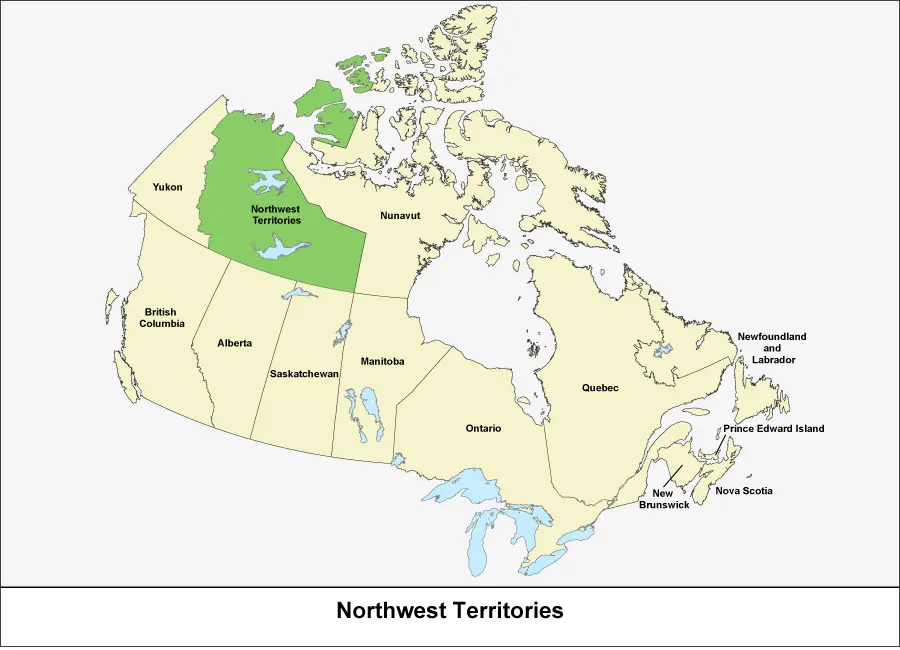 Yukon
Northwest
Territories
Nunavut
British
Columbia
Alberta
Saskatchewan
Manitoba
Ontario
Quebec
Newfoundland
and
Labrador
Prince Edward Island
Nova Scotia
New
Brunswick
Northwest Territories